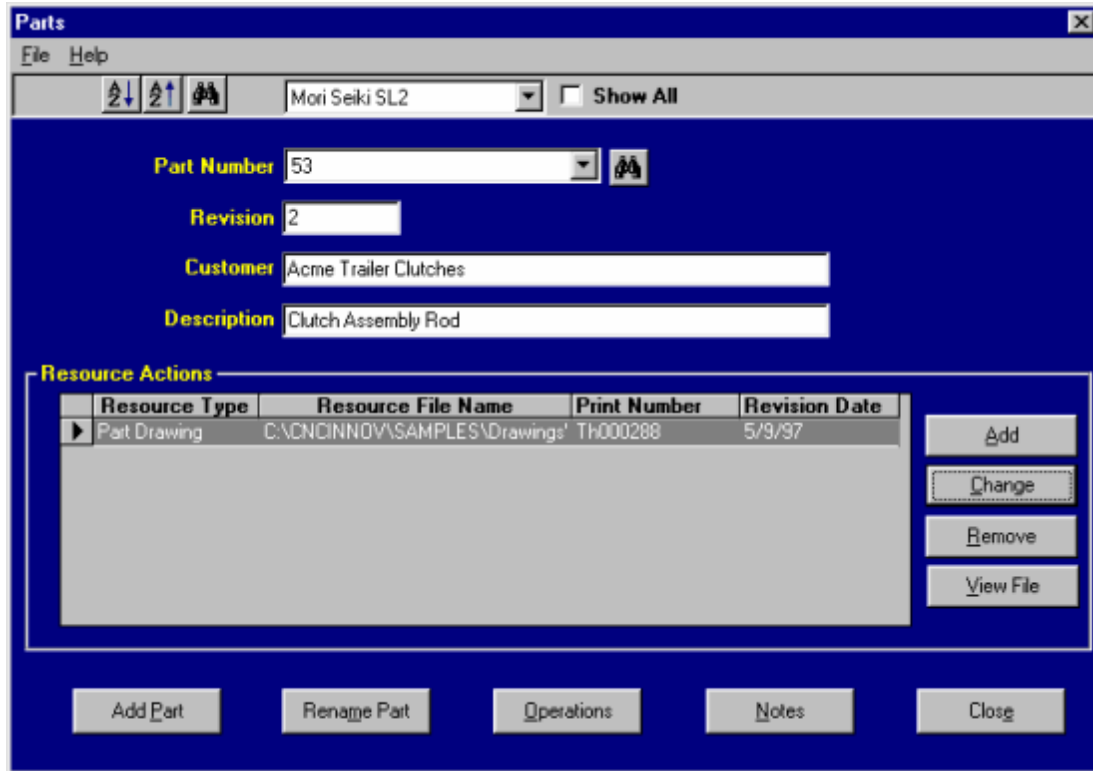 Parts
File Help
Mori Seiki SL2 Show All
Part Number 53
Revision 2
Customer Acme Trailer Clutches
Description Clutch Assembly Rod
Resource Actions
Resource Type Resource File Name Print Number Revision Date
Part Drawing C:\CNCINNOV\SAMPLES\Drawings' Th000288 5/9/97
Add
Change
Remove
View File
Add Part Rename Part Operations Notes Close